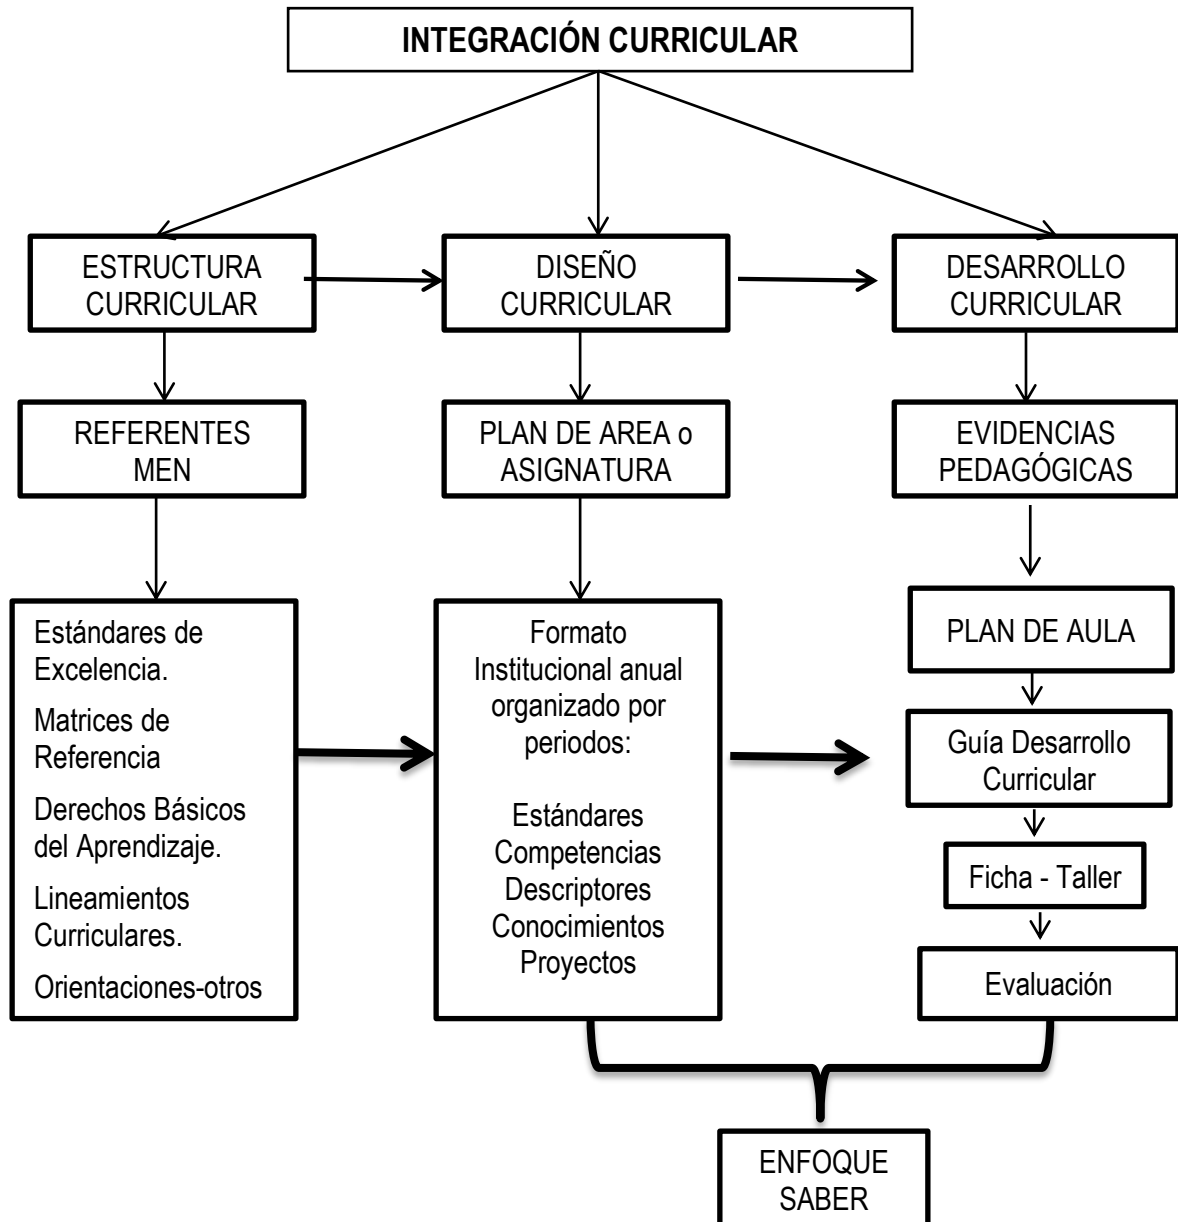 INTEGRACIÓN CURRICULAR
ESTRUCTURA
CURRICULAR
DISEÑO
CURRICULAR
DESARROLLO
CURRICULAR
REFERENTES
MEN
PLAN DE AREA o
ASIGNATURA
EVIDENCIAS
PEDAGÓGICAS
Estándares de
Excelencia.
Matrices de
Referencia
Derechos Básicos
del Aprendizaje.
Lineamientos
Curriculares.
Orientaciones-otros
Formato
Institucional anual
organizado por
periodos:
Estándares
Competencias
Descriptores
Conocimientos
Proyectos
PLAN DE AULA
Guía Desarrollo
Curricular
Ficha - Taller
Evaluación
ENFOQUE
SABER